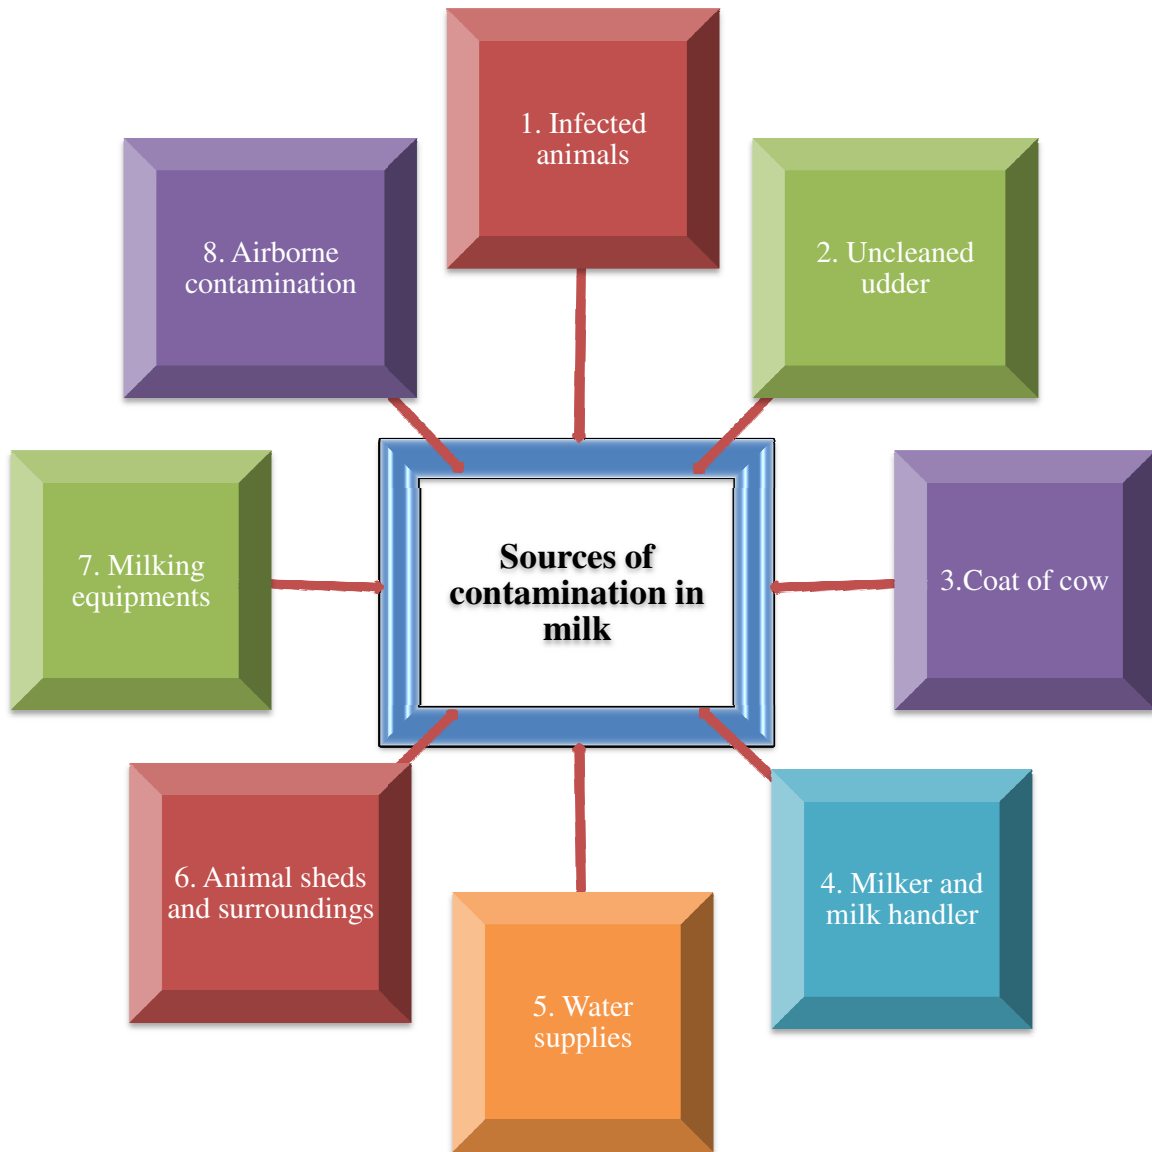 1. Infected
animals
2. Uncleaned
udder
3.Coat of cow
4. Milker and
milk handler
5. Water
supplies
6. Animal sheds
and surroundings
7. Milking
equipments
8. Airborne
contamination
Sources of
contamination in
milk